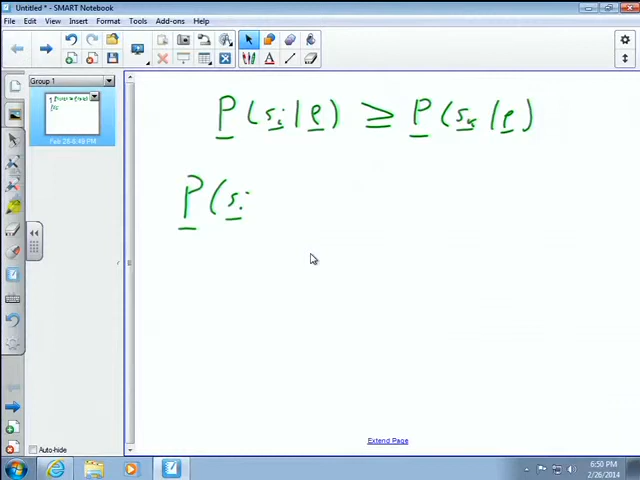 Untitled * - SMART Notebook
File Edit View Insert Format Tools Add-ons Help
Group 1
Feb 26-6:49 PM
P(si|ρ) ≥ P(sk|ρ)
P(si
Extend Page
Auto-hide
6:50 PM
2/26/2014